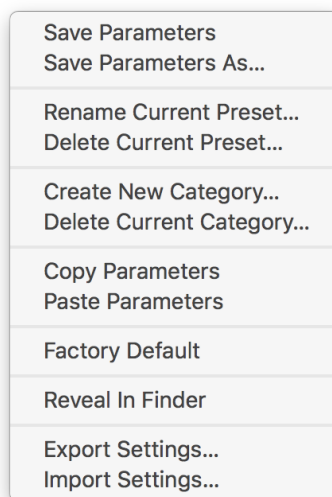 Save Parameters
Save Parameters As...
Rename Current Preset...
Delete Current Preset...
Create New Category...
Delete Current Category...
Copy Parameters
Paste Parameters
Factory Default
Reveal In Finder
Export Settings...
Import Settings...